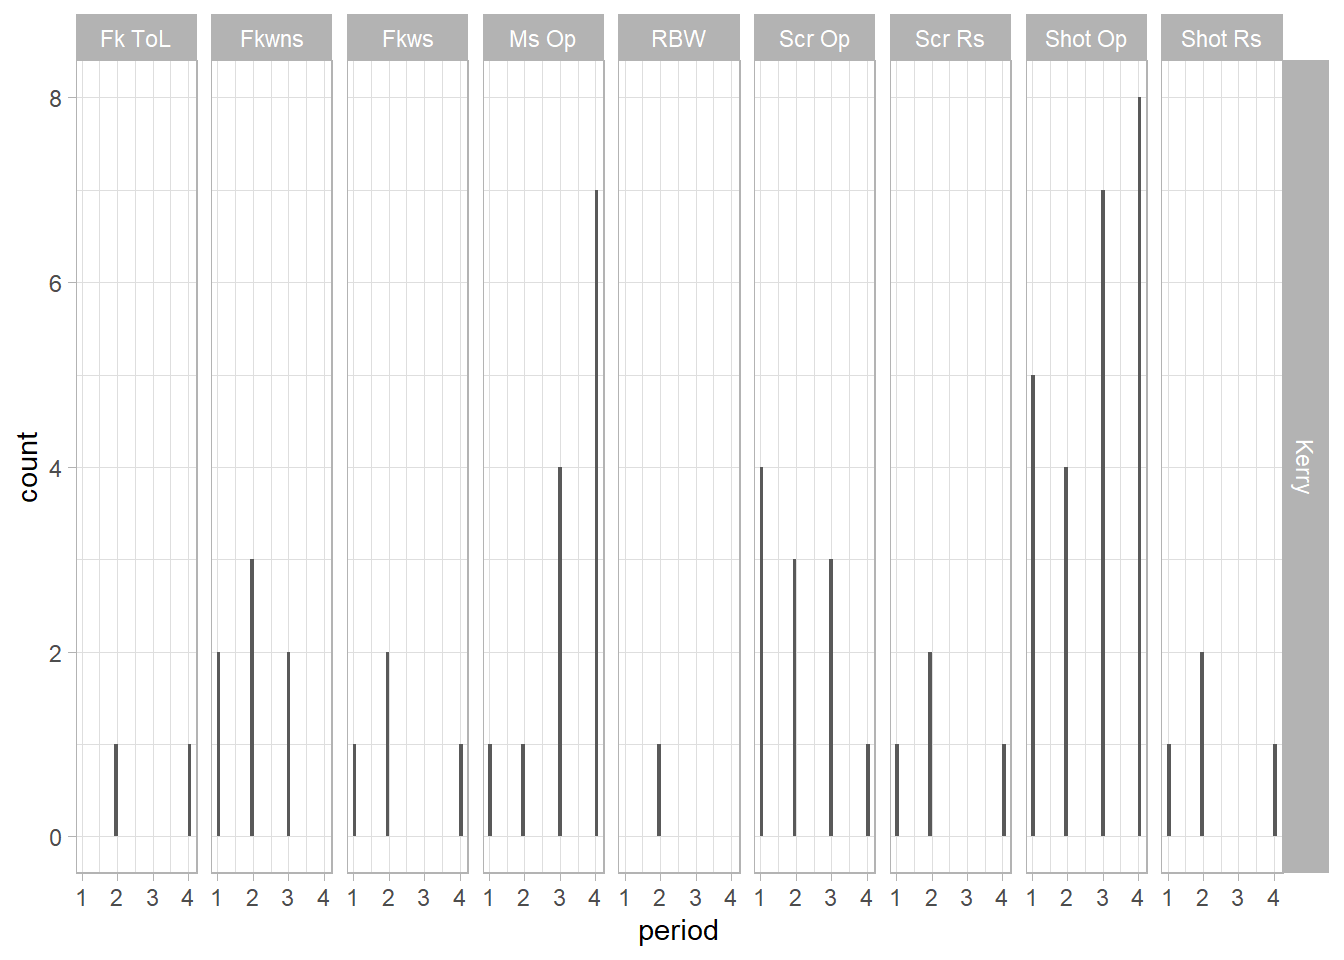 Fk ToL Fkwns Fkws Ms Op RBW Scr Op Scr Rs Shot Op Shot Rs
8
6
4
2
0
count
Kerry
1 2 3 4 1 2 3 4 1 2 3 4 1 2 3 4 1 2 3 4 1 2 3 4 1 2 3 4 1 2 3 4 1 2 3 4
period